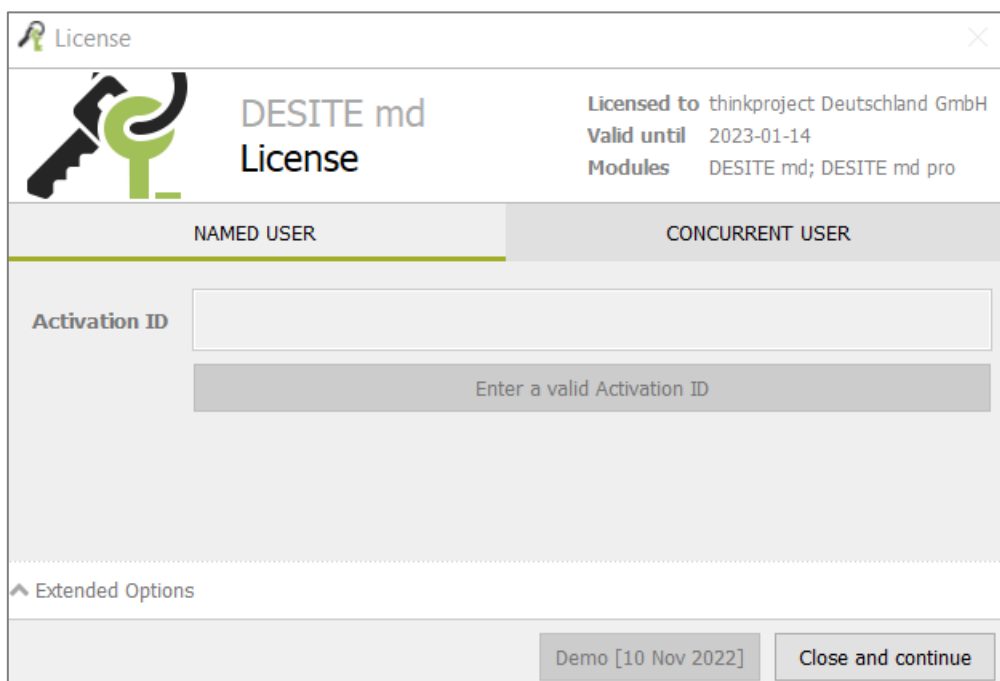 License
DESITE md
License
Licensed to thinkproject Deutschland GmbH
Valid until 2023-01-14
Modules DESITE md; DESITE md pro
NAMED USER
CONCURRENT USER
Activation ID
Enter a valid Activation ID
Extended Options
Demo [10 Nov 2022]
Close and continue